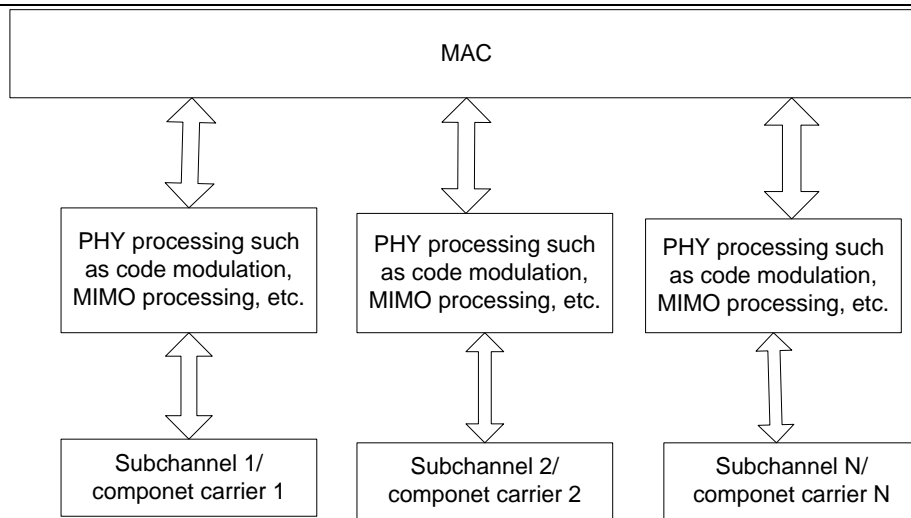 MAC
PHY processing such
as code modulation,
MIMO processing, etc.
PHY processing such
as code modulation,
MIMO processing, etc.
PHY processing such
as code modulation,
MIMO processing, etc.
Subchannel 1/
componet carrier 1
Subchannel 2/
componet carrier 2
Subchannel N/
componet carrier N